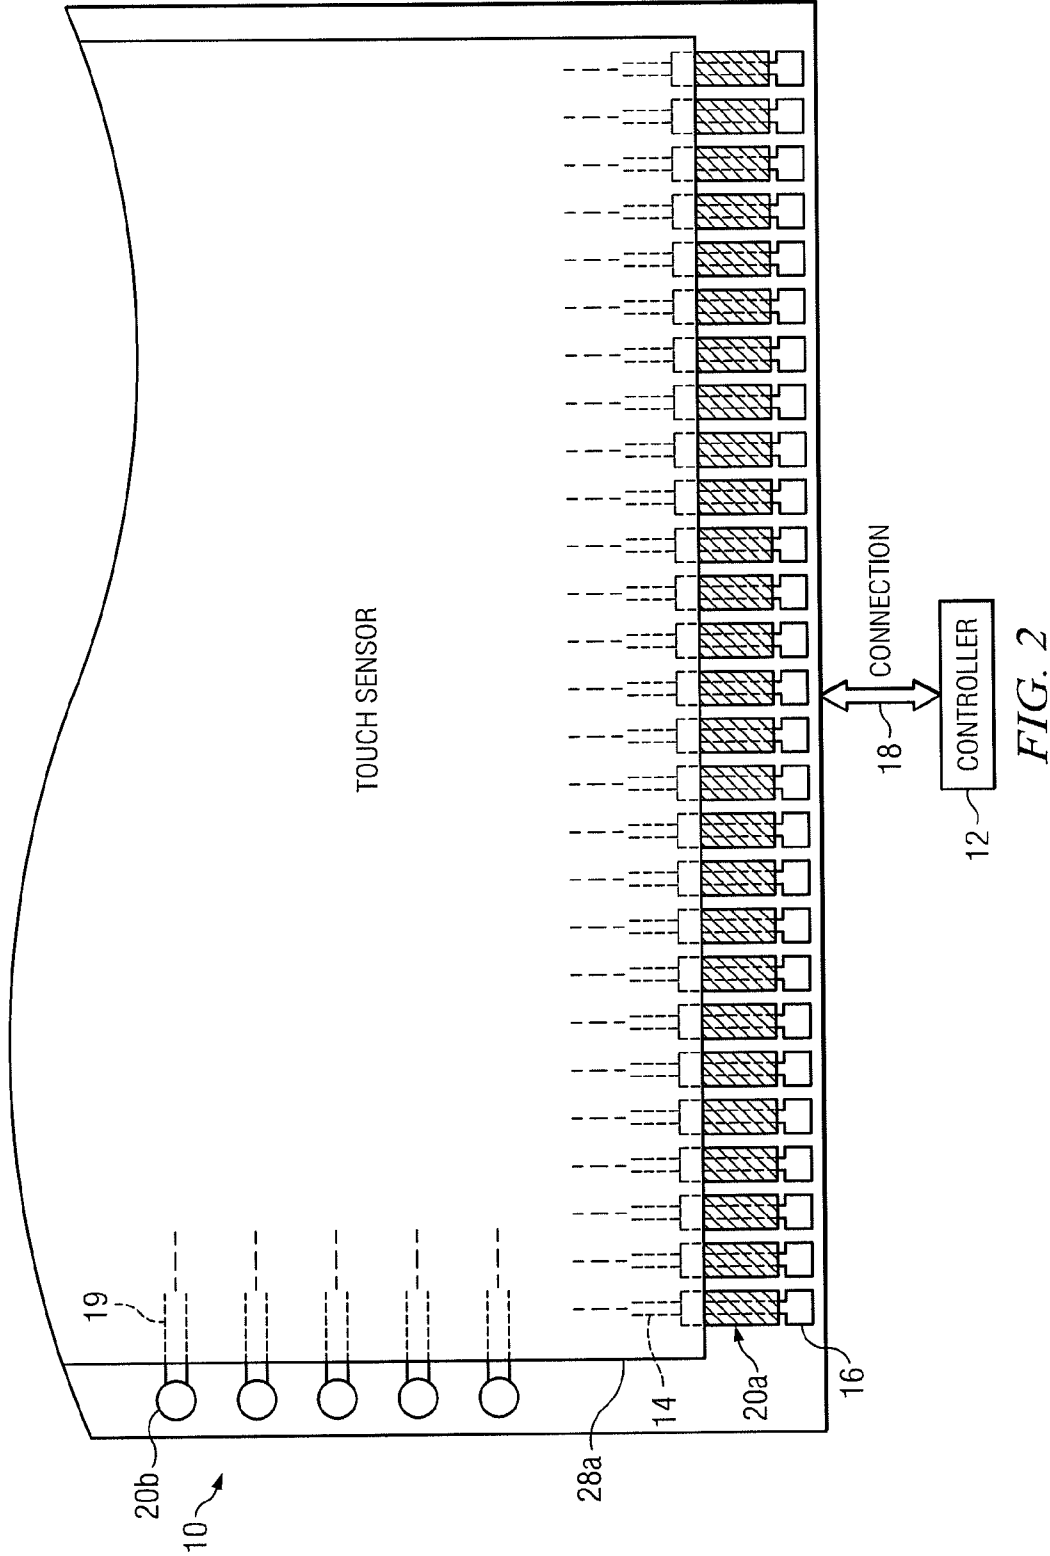 20b
19
10
TOUCH SENSOR
28a
14
20a
16
18
CONNECTION
12
CONTROLLER
FIG. 2